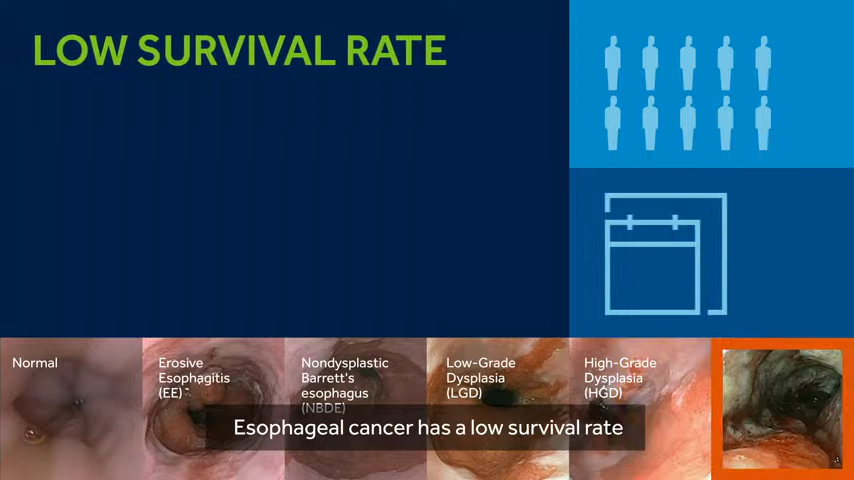 LOW SURVIVAL RATE
Normal
Erosive
Esophagitis
(EE)
Nondysplastic
Barrett's
esophagus
(NBDE)
Low-Grade
Dysplasia
(LGD)
High-Grade
Dysplasia
(HGD)
Esophageal cancer has a low survival rate